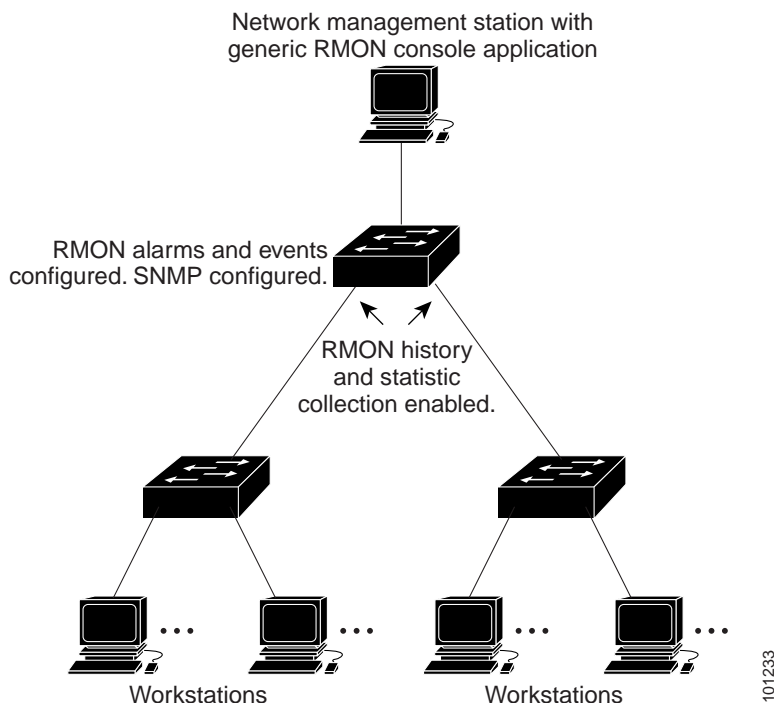 Network management station with
generic RMON console application
RMON alarms and events
configured. SNMP configured.
RMON history
and statistic
collection enabled.
Workstations
Workstations
101233